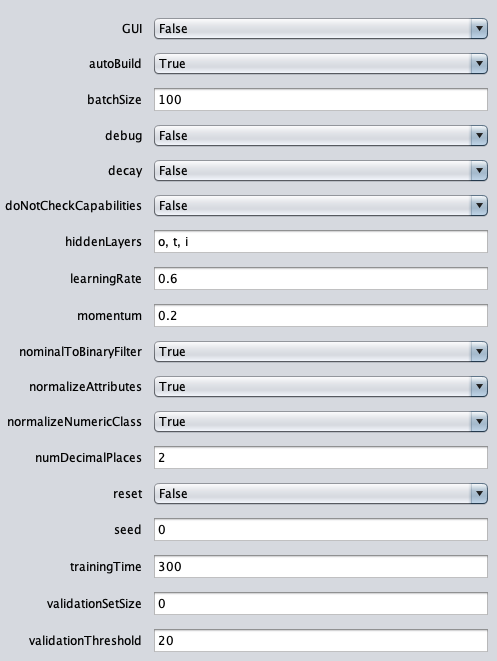 GUI False
autoBuild True
batchSize 100
debug False
decay False
doNotCheckCapabilities False
hiddenLayers o, t, i
learningRate 0.6
momentum 0.2
nominalToBinaryFilter True
normalizeAttributes True
normalizeNumericClass True
numDecimalPlaces 2
reset False
seed 0
trainingTime 300
validationSetSize 0
validationThreshold 20